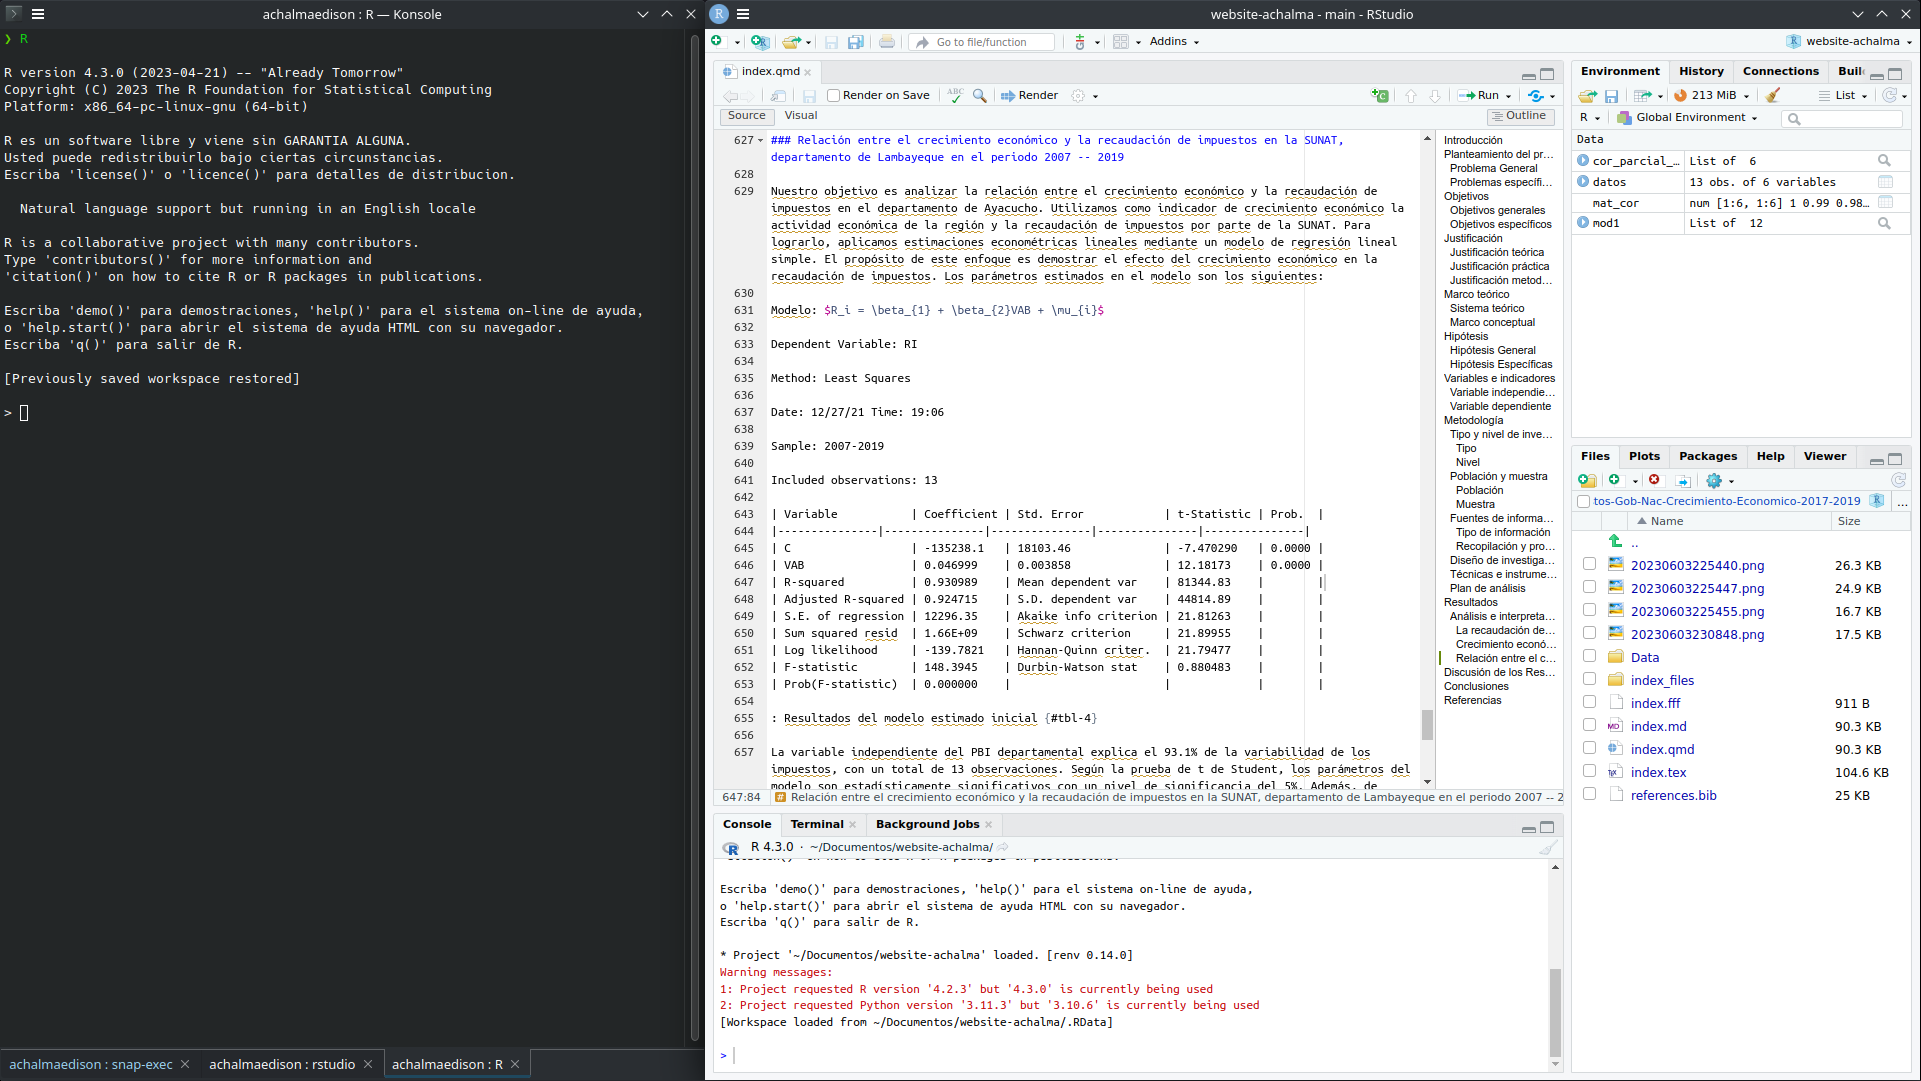 achalmaedison : R — Konsole
❯ R
R version 4.3.0 (2023-04-21) -- "Already Tomorrow"
Copyright (C) 2023 The R Foundation for Statistical Computing
Platform: x86_64-pc-linux-gnu (64-bit)
R es un software libre y viene sin GARANTIA ALGUNA.
Usted puede redistribuirlo bajo ciertas circunstancias.
Escriba 'license()' o 'licence()' para detalles de distribucion.
Natural language support but running in an English locale
R is a collaborative project with many contributors.
Type 'contributors()' for more information and
'citation()' on how to cite R or R packages in publications.
Escriba 'demo()' para demostraciones, 'help()' para el sistema on-line de ayuda,
o 'help.start()' para abrir el sistema de ayuda HTML con su navegador.
Escriba 'q()' para salir de R.
[Previously saved workspace restored]
>
achalmaedison : snap-exec
achalmaedison : rstudio
achalmaedison : R
website-achalma - main - RStudio
Go to file/function
Addins
website-achalma
index.qmd
Render on Save
Render
Run
Source
Visual
Outline
627 ### Relación entre el crecimiento económico y la recaudación de impuestos en la SUNAT,
departamento de Lambayeque en el periodo 2007 -- 2019
628
629 Nuestro objetivo es analizar la relación entre el crecimiento económico y la recaudación de
impuestos en el departamento de Ayacucho. Utilizamos como indicador de crecimiento económico la
actividad económica de la región y la recaudación de impuestos por parte de la SUNAT. Para
lograrlo, aplicamos estimaciones econométricas lineales mediante un modelo de regresión lineal
simple. El propósito de este enfoque es demostrar el efecto del crecimiento económico en la
recaudación de impuestos. Los parámetros estimados en el modelo son los siguientes:
630
631 Modelo: $R_i = \beta_{1} + \beta_{2}VAB + \mu_{i}$
632
633 Dependent Variable: RI
634
635 Method: Least Squares
636
637 Date: 12/27/21 Time: 19:06
638
639 Sample: 2007-2019
640
641 Included observations: 13
642
643 | Variable | Coefficient | Std. Error | t-Statistic | Prob. |
644 |---------------|---------------|---------------|---------------|---------------|
645 | C | -135238.1 | 18103.46 | -7.470290 | 0.0000 |
646 | VAB | 0.046999 | 0.003858 | 12.18173 | 0.0000 |
647 | R-squared | 0.930989 | Mean dependent var | 81344.83 | |
648 | Adjusted R-squared | 0.924715 | S.D. dependent var | 44814.89 | |
649 | S.E. of regression | 12296.35 | Akaike info criterion | 21.81263 | |
650 | Sum squared resid | 1.66E+09 | Schwarz criterion | 21.89955 | |
651 | Log likelihood | -139.7821 | Hannan-Quinn criter. | 21.79477 | |
652 | F-statistic | 148.3945 | Durbin-Watson stat | 0.880483 | |
653 | Prob(F-statistic) | 0.000000 | | | |
654
655 : Resultados del modelo estimado inicial {#tbl-4}
656
657 La variable independiente del PBI departamental explica el 93.1% de la variabilidad de los
impuestos, con un total de 13 observaciones. Según la prueba de t de Student, los parámetros del
modelo son estadísticamente significativos con un nivel de significancia del 5%. Además, de
647:84
Relación entre el crecimiento económico y la recaudación de impuestos en la SUNAT, departamento de Lambayeque en el periodo 2007 -- 2
Introducción
Planteamiento del pr...
Problema General
Problemas específi...
Objetivos
Objetivos generales
Objetivos específicos
Justificación
Justificación teórica
Justificación práctica
Justificación metod...
Marco teórico
Sistema teórico
Marco conceptual
Hipótesis
Hipótesis General
Hipótesis Específicas
Variables e indicadores
Variable independie...
Variable dependiente
Metodología
Tipo y nivel de inve...
Tipo
Nivel
Población y muestra
Población
Muestra
Fuentes de informa...
Tipo de información
Recopilación y pro...
Diseño de investiga...
Técnicas e instrume...
Plan de análisis
Resultados
Análisis e interpreta...
La recaudación de...
Crecimiento econó...
Relación entre el c...
Discusión de los Res...
Conclusiones
Referencias
Console
Terminal
Background Jobs
R 4.3.0 · ~/Documentos/website-achalma/
Escriba 'demo()' para demostraciones, 'help()' para el sistema on-line de ayuda,
o 'help.start()' para abrir el sistema de ayuda HTML con su navegador.
Escriba 'q()' para salir de R.
* Project '~/Documentos/website-achalma' loaded. [renv 0.14.0]
Warning messages:
1: Project requested R version '4.2.3' but '4.3.0' is currently being used
2: Project requested Python version '3.11.3' but '3.10.6' is currently being used
[Workspace loaded from ~/Documentos/website-achalma/.RData]
>
Environment
History
Connections
213 MiB
List
R
Global Environment
Data
cor_parcial_... List of 6
datos 13 obs. of 6 variables
mat_cor num [1:6, 1:6] 1 0.99 0.98...
mod1 List of 12
Files
Plots
Packages
Help
Viewer
tos-Gob-Nac-Crecimiento-Economico-2017-2019
...
Name
Size
..
20230603225440.png 26.3 KB
20230603225447.png 24.9 KB
20230603225455.png 16.7 KB
20230603230848.png 17.5 KB
Data
index_files
index.fff 911 B
index.md 90.3 KB
index.qmd 90.3 KB
index.tex 104.6 KB
references.bib 25 KB